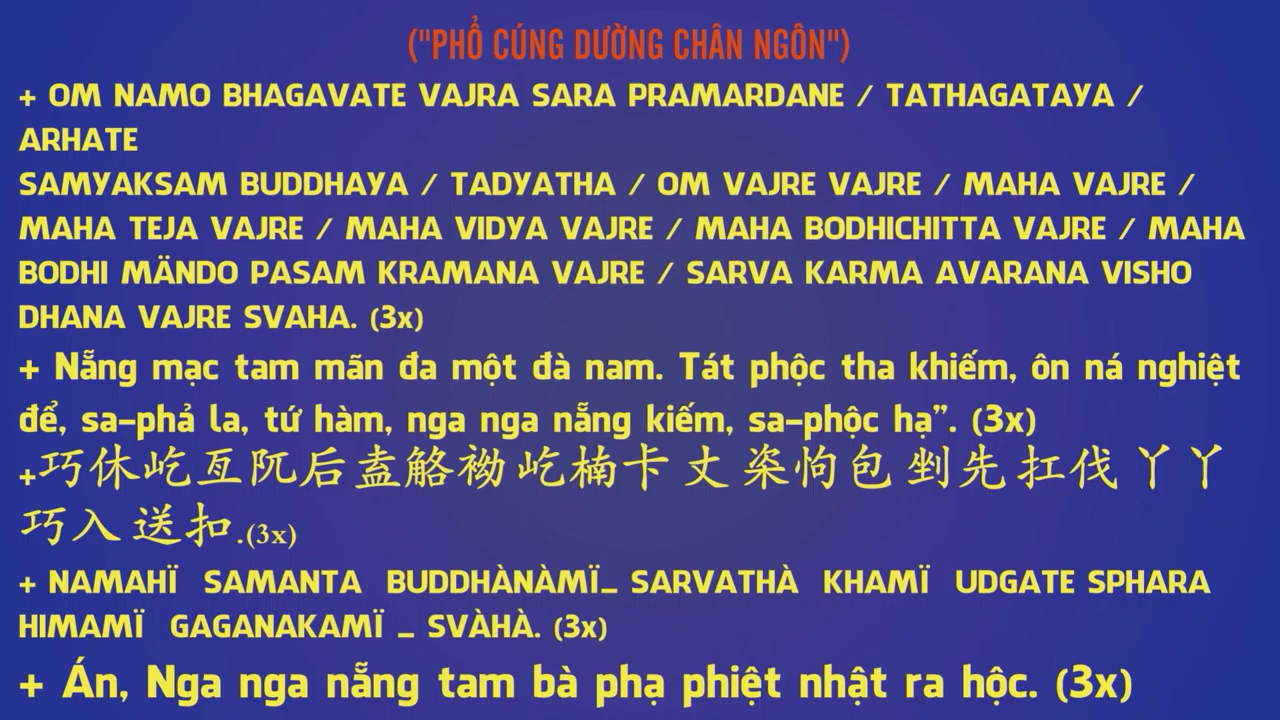 ("PHỔ CÚNG DƯỜNG CHÂN NGÔN")
+ OM NAMO BHAGAVATE VAJRA SARA PRAMARDANE / TATHAGATAYA /
ARHATE
SAMYAKSAM BUDDHAYA / TADYATHA / OM VAJRE VAJRE / MAHA VAJRE /
MAHA TEJA VAJRE / MAHA VIDYA VAJRE / MAHA BODHICHITTA VAJRE / MAHA
BODHI MÄNDO PASAM KRAMANA VAJRE / SARVA KARMA AVARANA VISHO
DHANA VAJRE SVAHA. (3x)
+ Nẵng mạc tam mãn đa một đà nam. Tát phộc tha khiếm, ôn ná nghiệt
để, sa-phả la, tứ hàm, nga nga nẵng kiếm, sa-phộc hạ”. (3x)
+巧休屹亙阢后盍觡袎屹楠卡丈栥怐包剉先扛伐丫丫
巧入送扣.(3x)
+ NAMAHÏ SAMANTA BUDDHÀNÀMÏ_ SARVATHÀ KHAMÏ UDGATE SPHARA
HIMAMÏ GAGANAKAMÏ _ SVÀHÀ. (3x)
+ Án, Nga nga nẵng tam bà phạ phiệt nhật ra hộc. (3x)